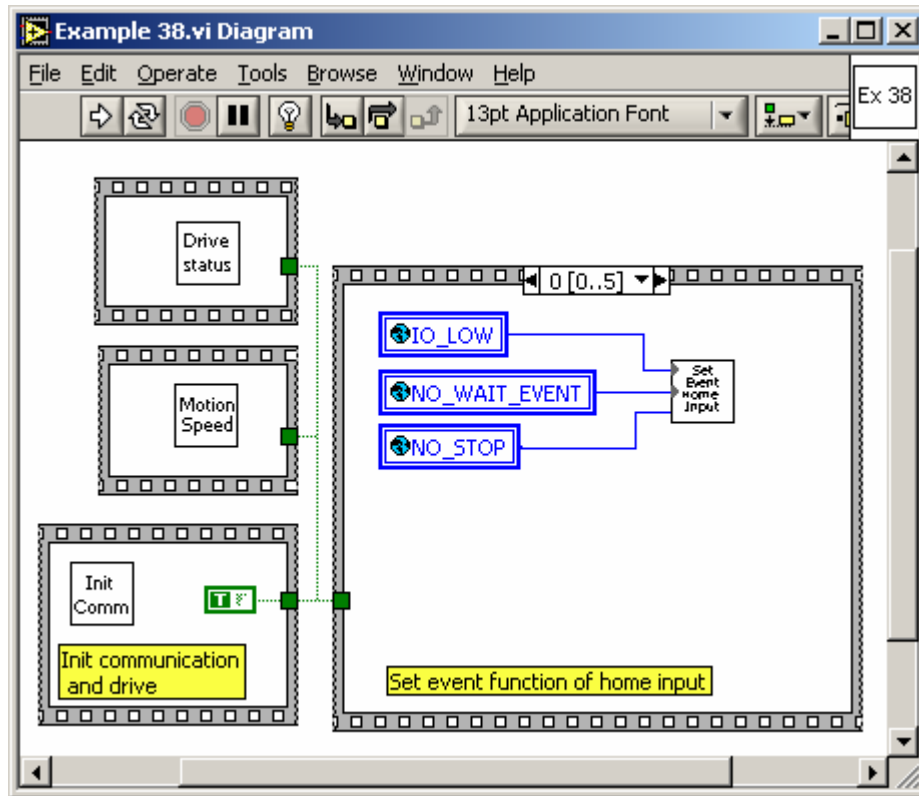 Example 38.vi Diagram
File Edit Operate Tools Browse Window Help
Ex 38
13pt Application Font
Drive
status
0 [0..5]
IO_LOW
Set
Event
Home
Input
NO_WAIT_EVENT
Motion
Speed
NO_STOP
Init
Comm
T
Init communication
and drive
Set event function of home input